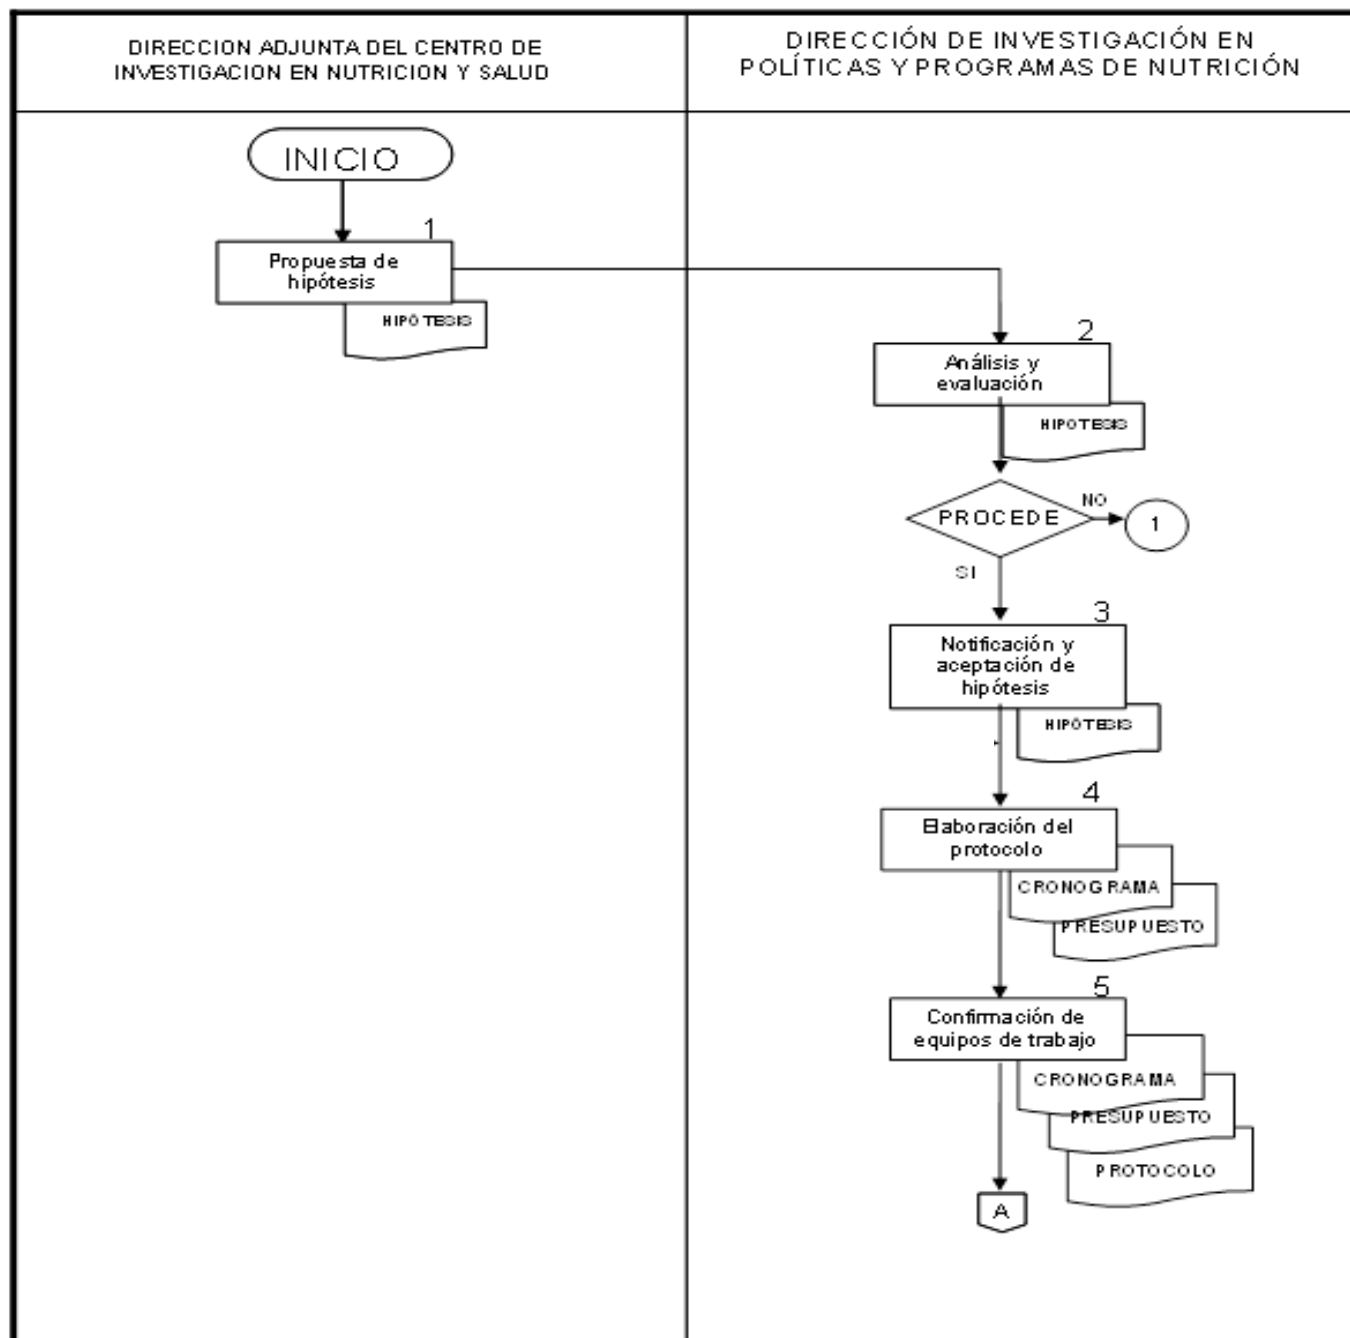 DIRECCION ADJUNTA DEL CENTRO DE
INVESTIGACION EN NUTRICION Y SALUD
DIRECCIÓN DE INVESTIGACIÓN EN
POLÍTICAS Y PROGRAMAS DE NUTRICIÓN
INICIO
1
Propuesta de
hipótesis
HIPÓTESIS
2
Análisis y
evaluación
HIPOTESIS
PROCEDE
NO
1
SI
3
Notificación y
aceptación de
hipótesis
HIPÓTESIS
4
Elaboración del
protocolo
CRONOGRAMA
PRESUPUESTO
5
Confirmación de
equipos de trabajo
CRONOGRAMA
PRESUPUESTO
PROTOCOLO
A